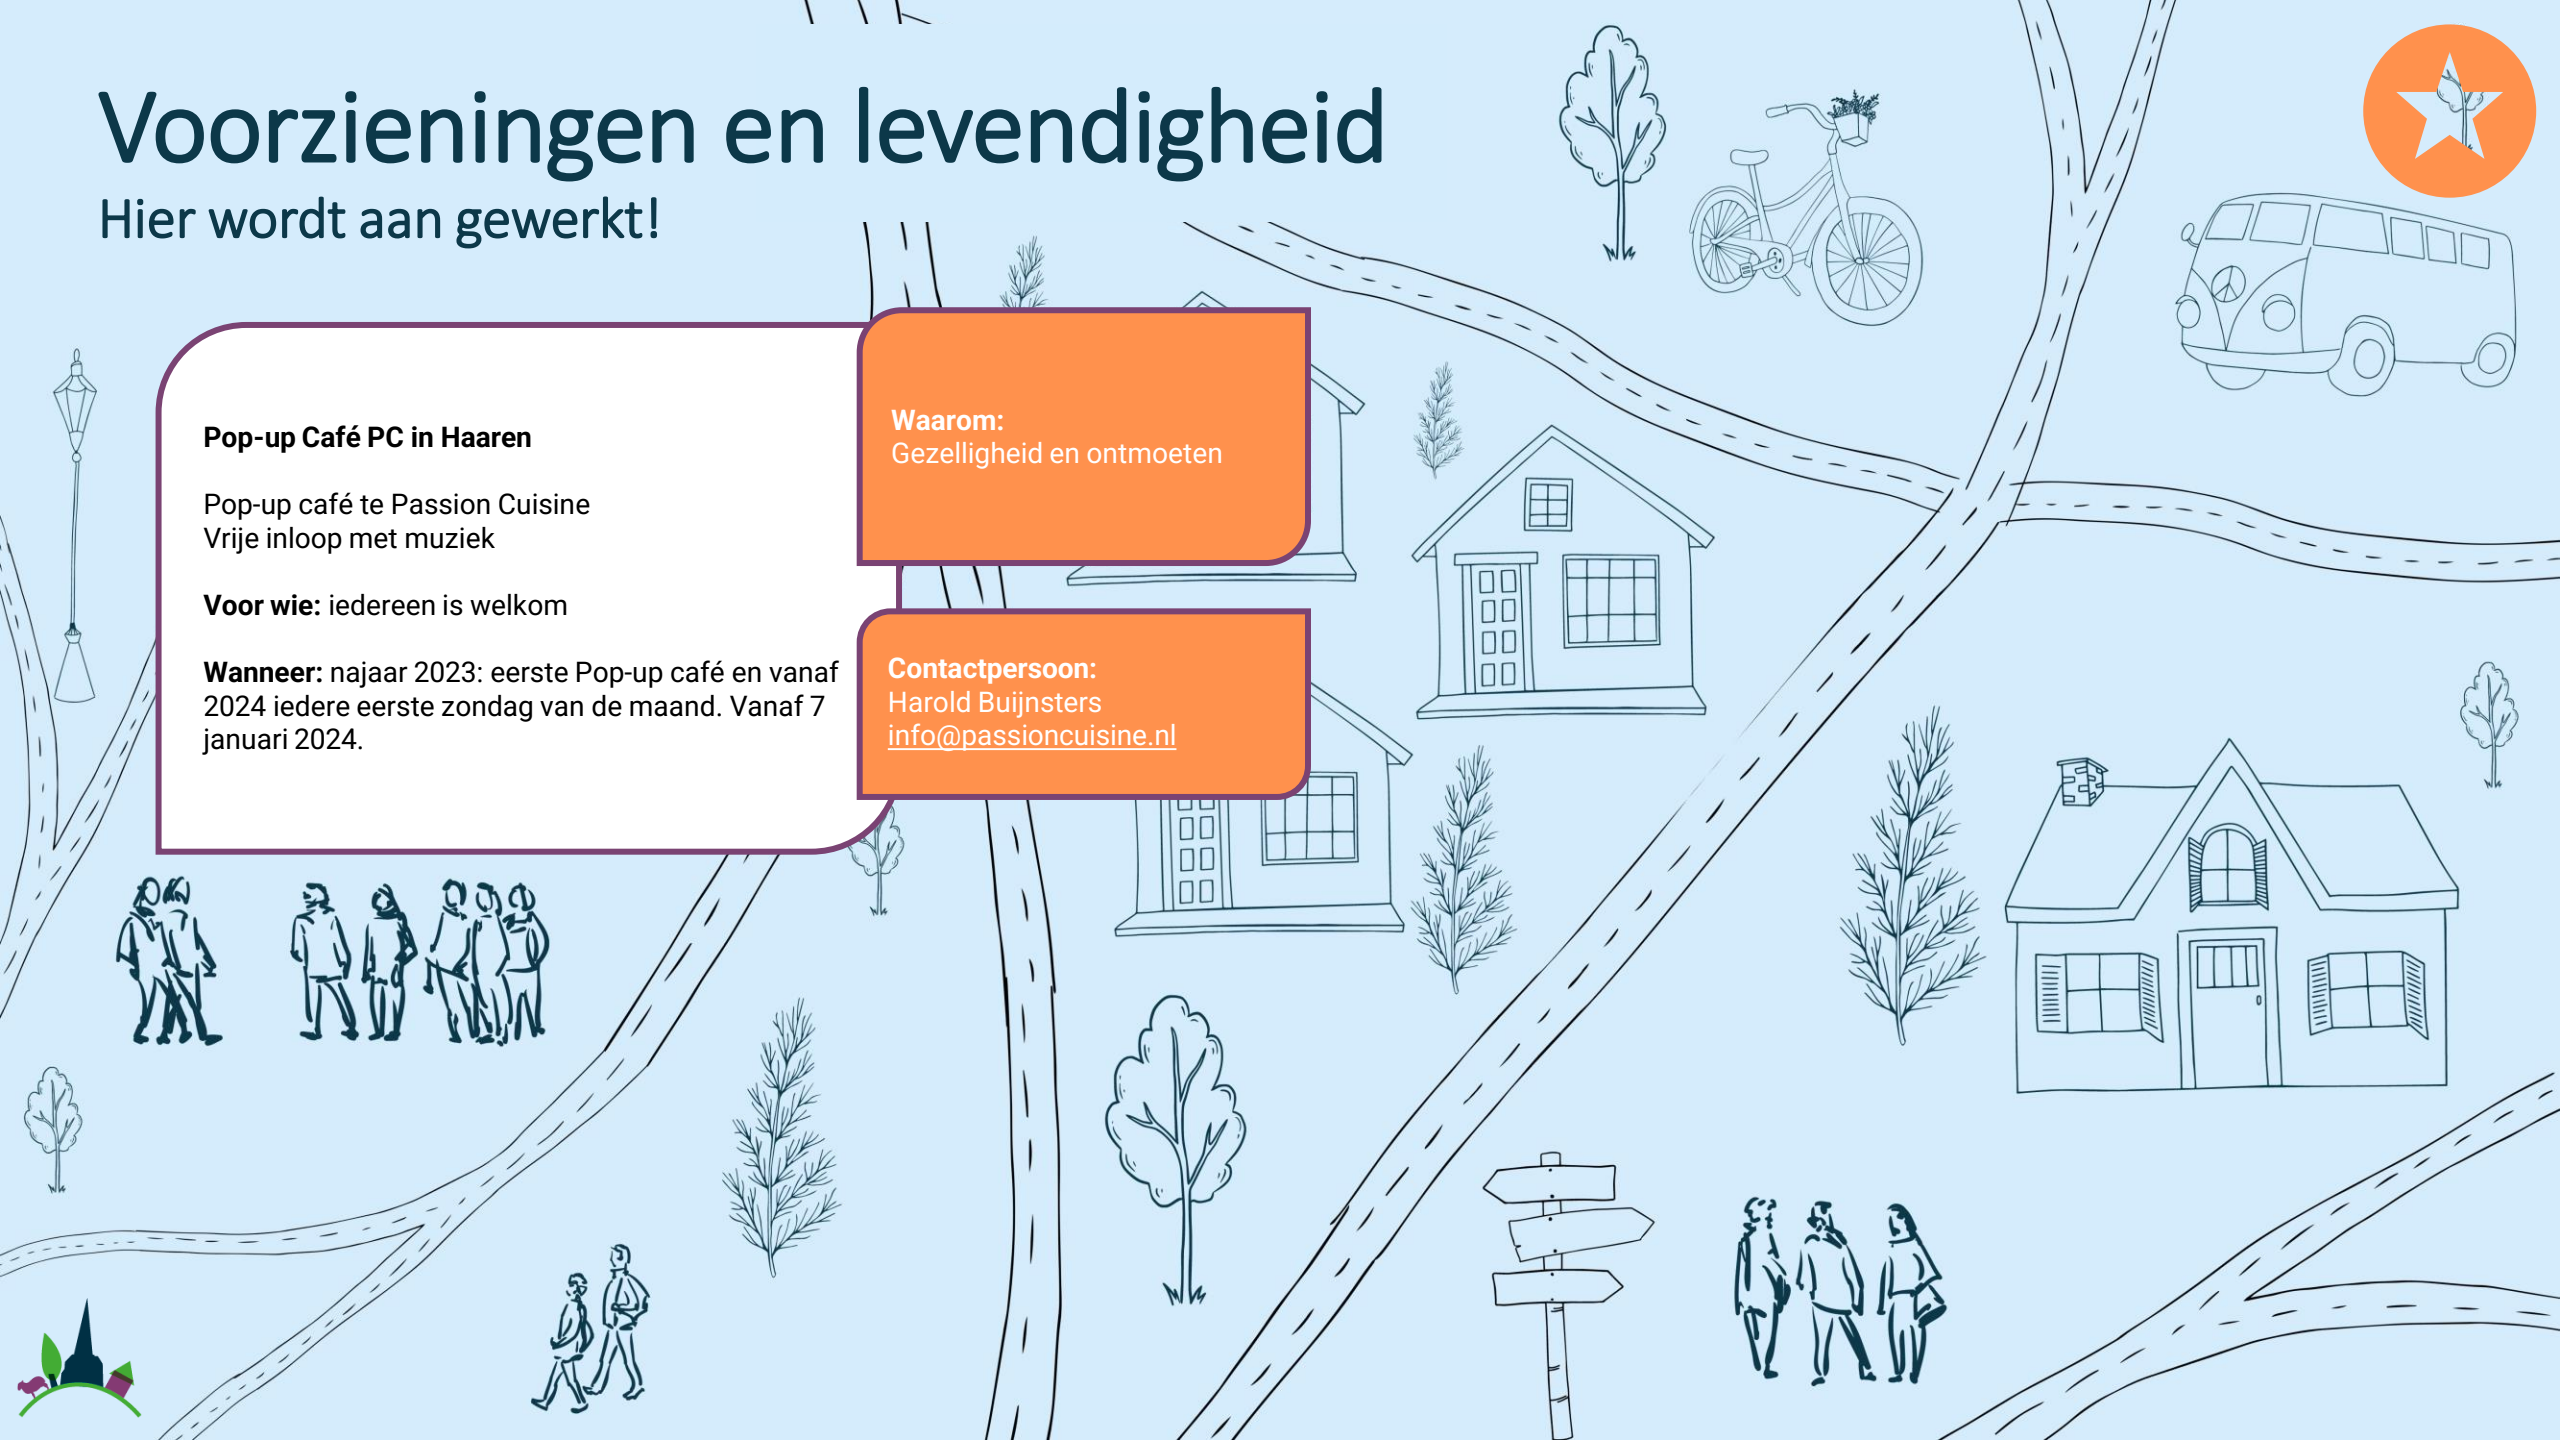 Voorzieningen en levendigheid
Hier wordt aan gewerkt!
Pop-up Café PC in Haaren
Pop-up café te Passion Cuisine
Vrije inloop met muziek
Voor wie: iedereen is welkom
Wanneer: najaar 2023: eerste Pop-up café en vanaf
2024 iedere eerste zondag van de maand. Vanaf 7
januari 2024.
Waarom:
Gezelligheid en ontmoeten
Contactpersoon:
Harold Buijnsters
info@passioncuisine.nl